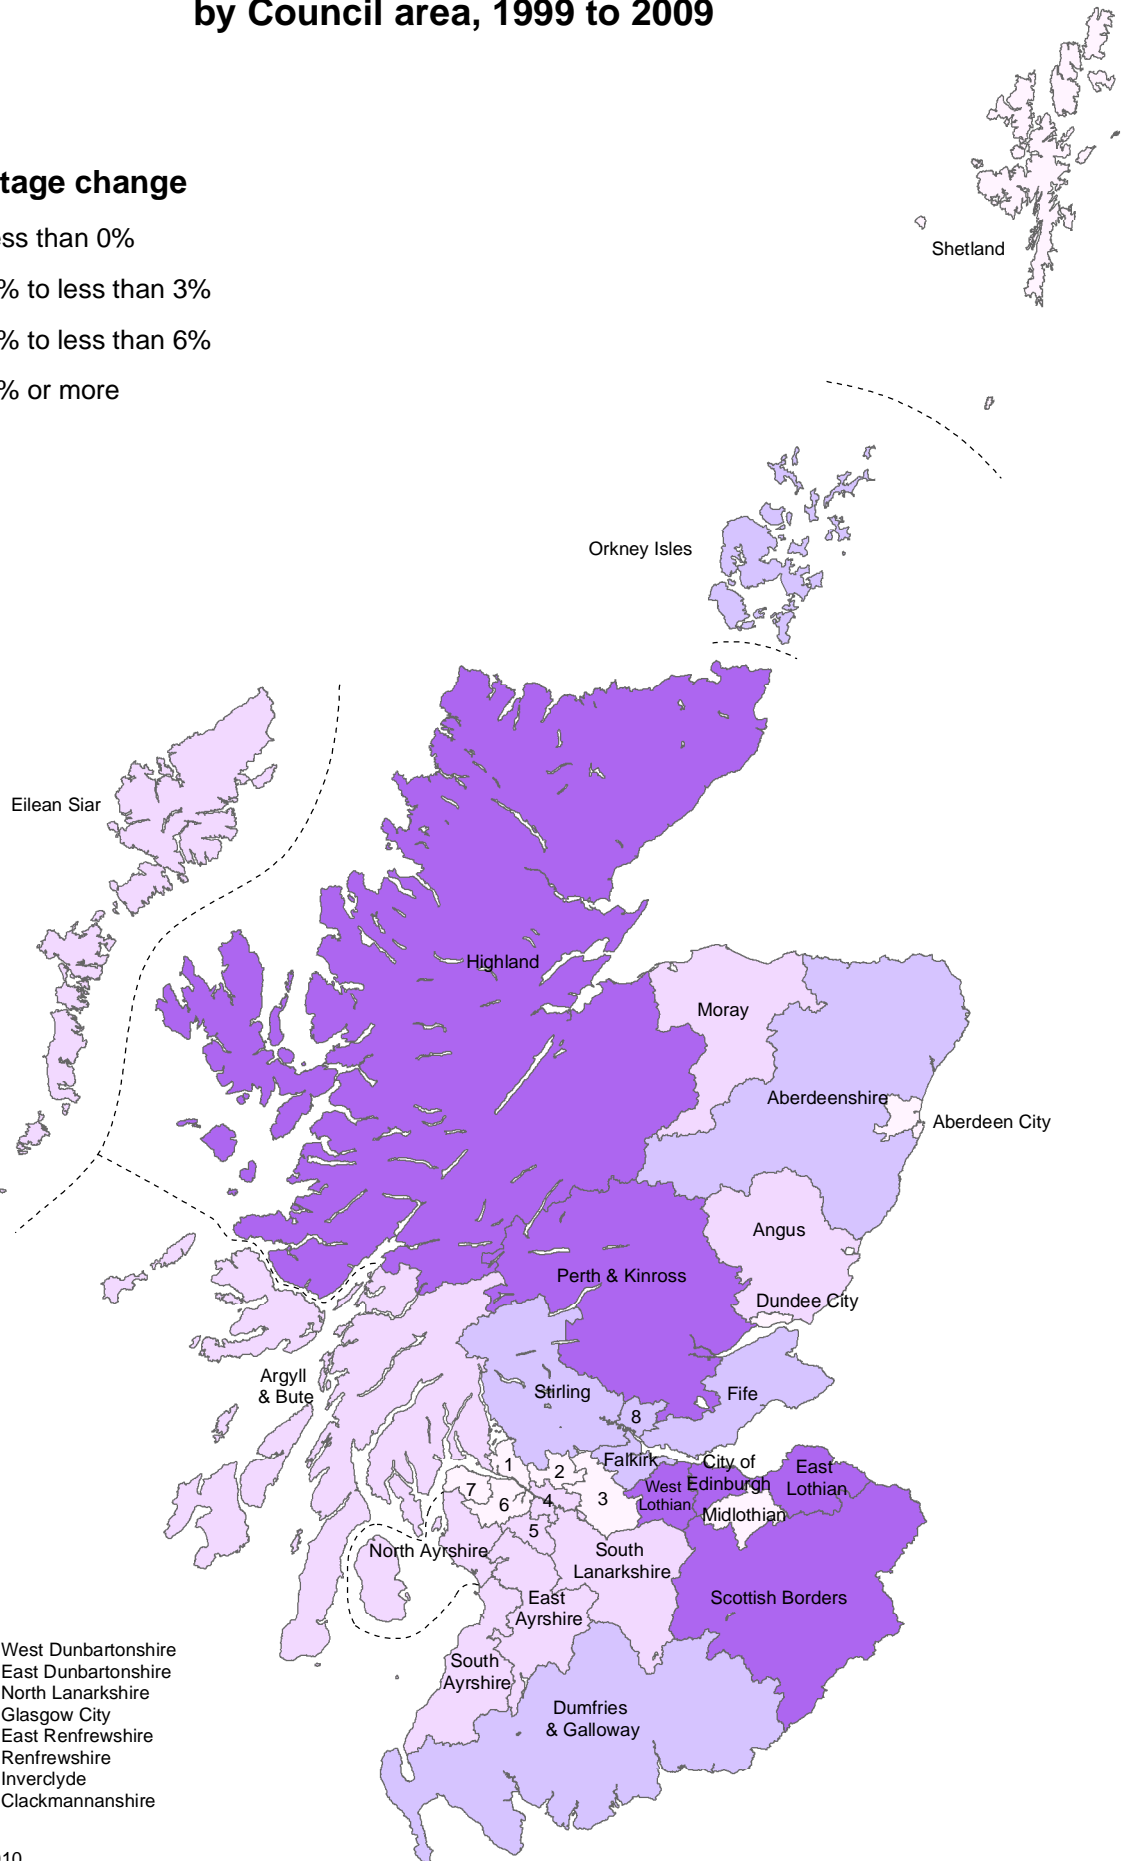 by Council area, 1999 to 2009
tage change
ess than 0%
% to less than 3%
% to less than 6%
% or more
Shetland
Orkney Isles
Eilean Siar
Highland
Moray
Aberdeenshire
Aberdeen City
Angus
Perth & Kinross
Dundee City
Argyll
& Bute
Stirling
Fife
8
Falkirk
City of
Edinburgh
East
Lothian
West
Lothian
Midlothian
1
2
3
4
5
6
7
North Ayrshire
South
Lanarkshire
East
Ayrshire
Scottish Borders
South
Ayrshire
Dumfries
& Galloway
West Dunbartonshire
East Dunbartonshire
North Lanarkshire
Glasgow City
East Renfrewshire
Renfrewshire
Inverclyde
Clackmannanshire